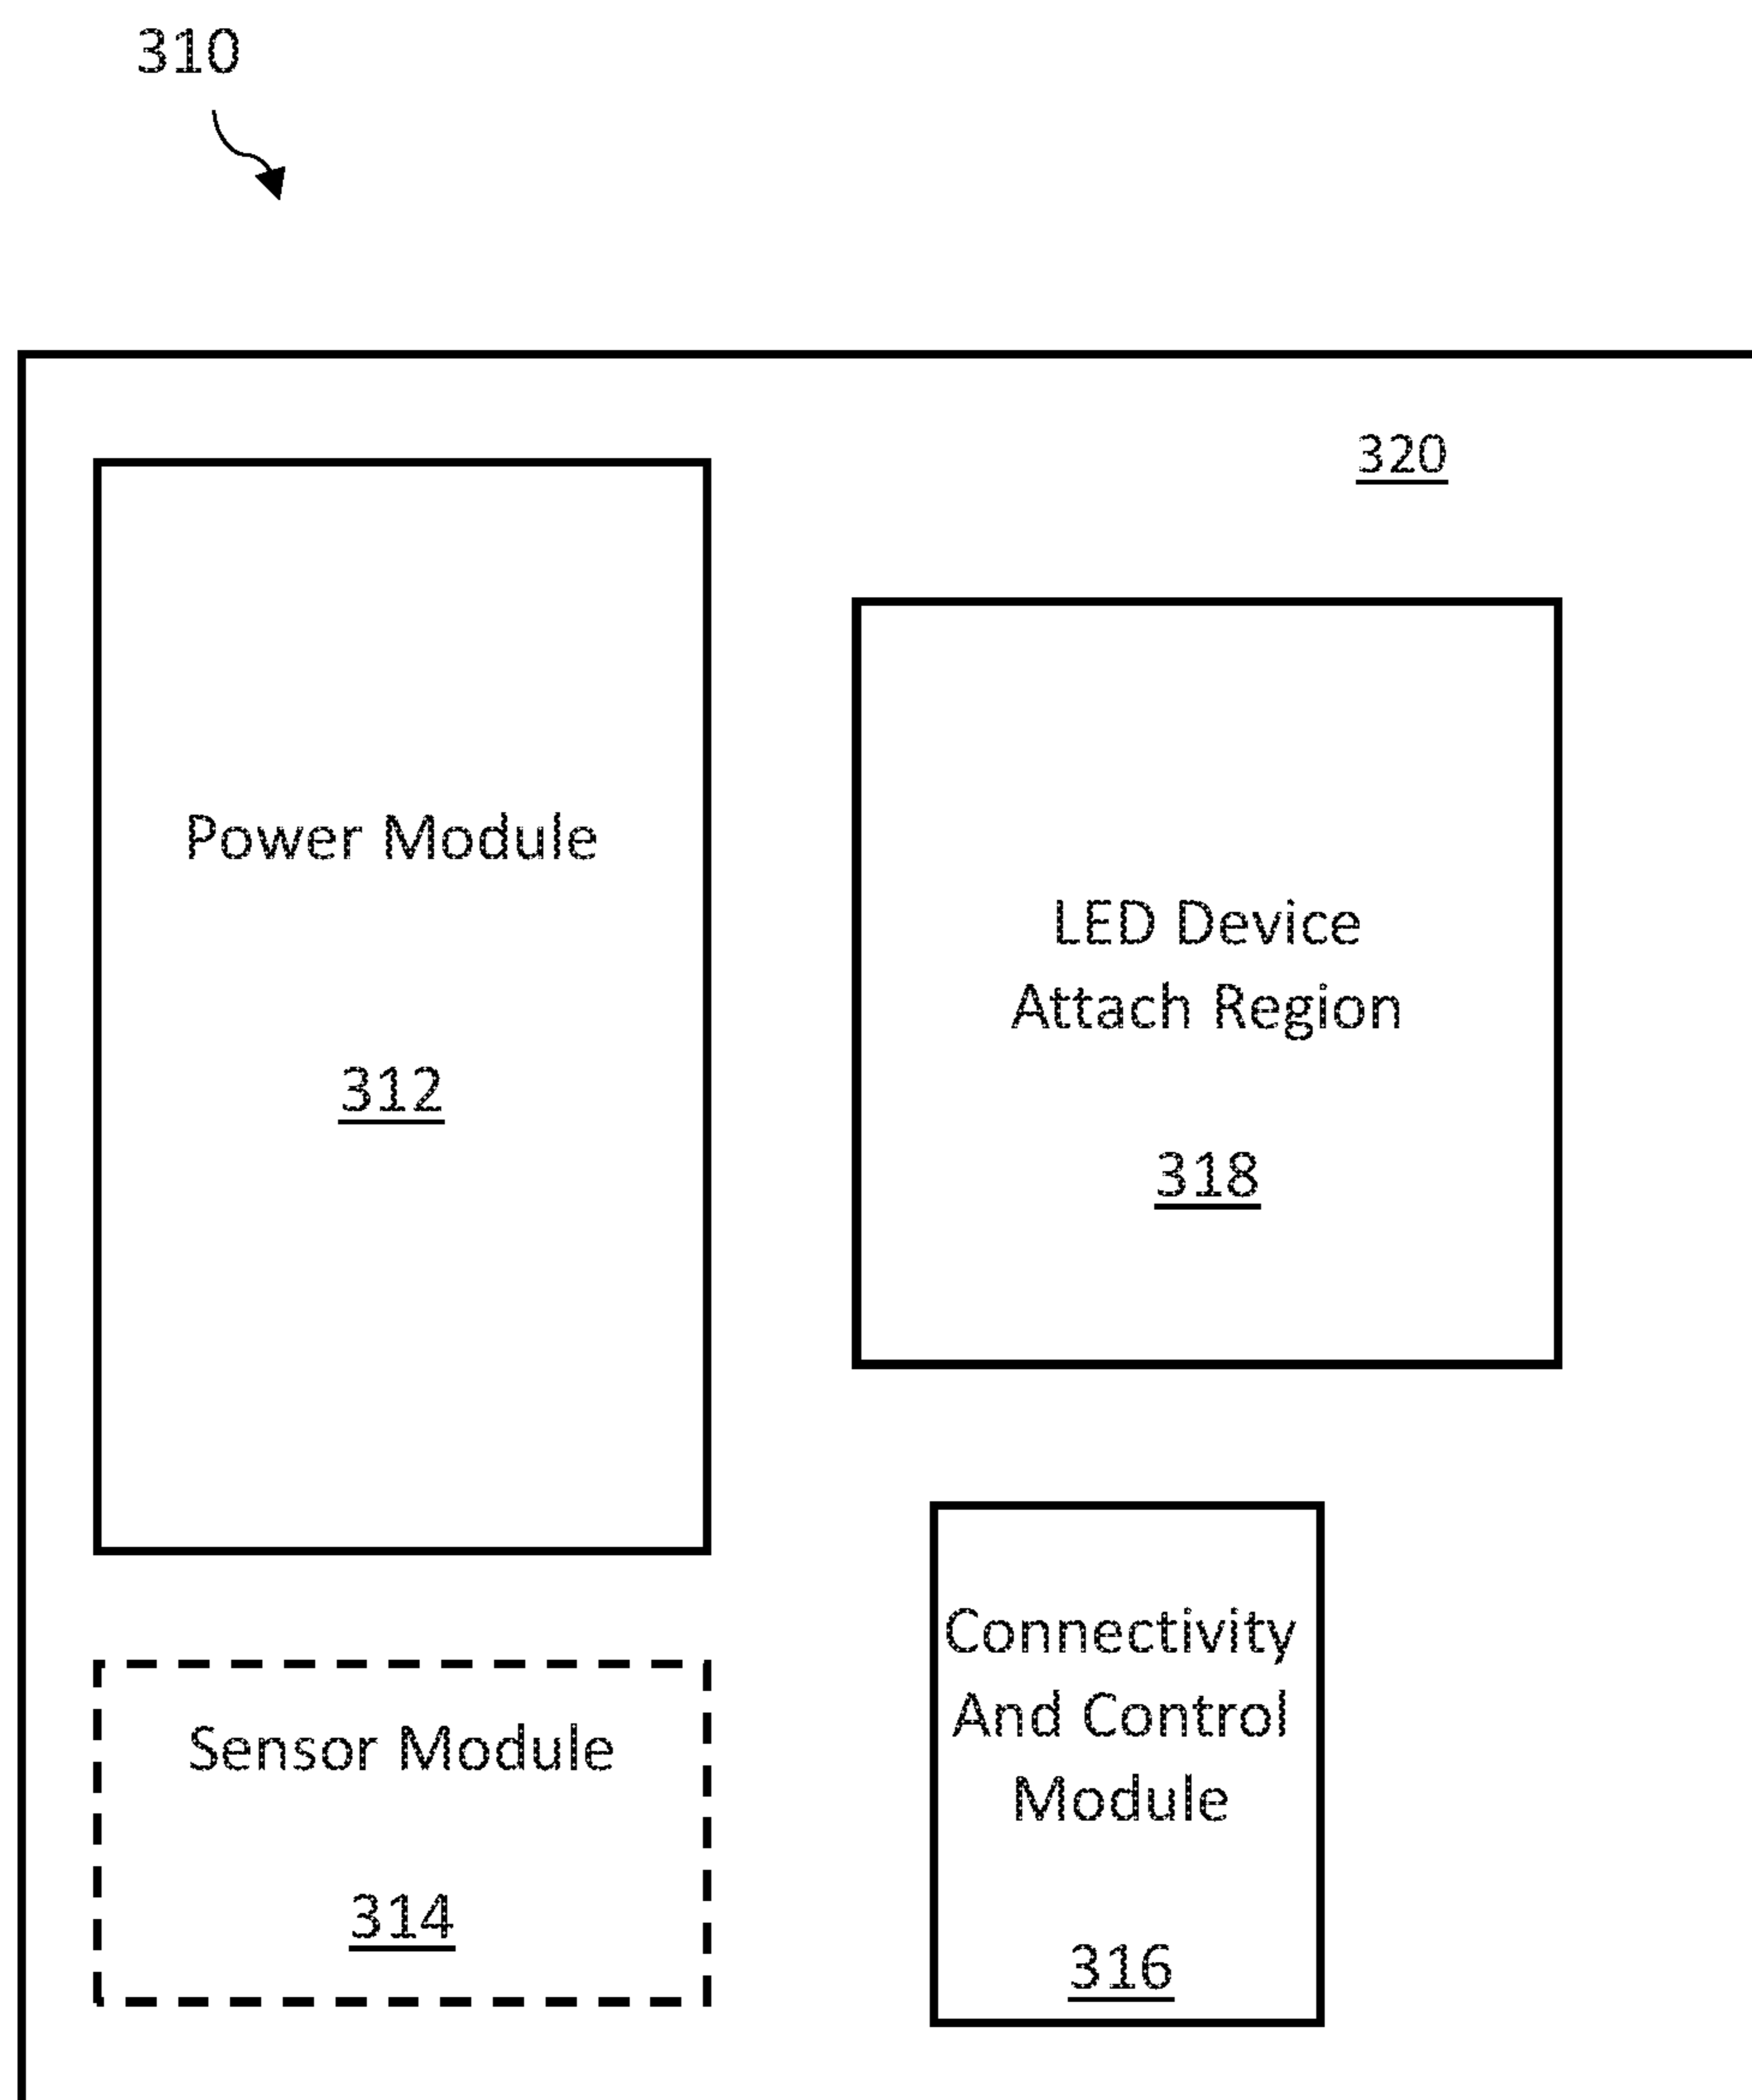 310
320
Power Module
312
LED Device
Attach Region
318
Sensor Module
314
Connectivity
And Control
Module
316